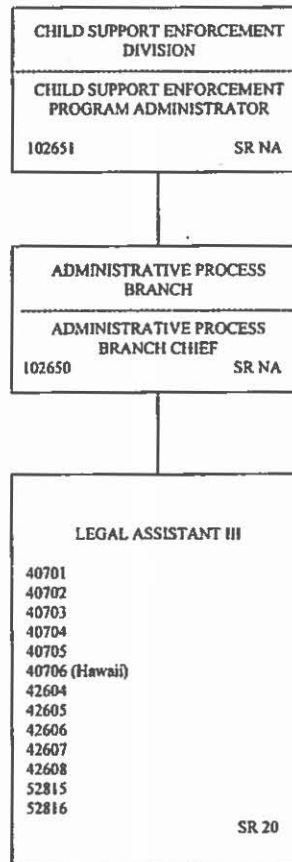 CHILD SUPPORT ENFORCEMENT
DIVISION
CHILD SUPPORT ENFORCEMENT
PROGRAM ADMINISTRATOR
102651 SR NA
ADMINISTRATIVE PROCESS
BRANCH
ADMINISTRATIVE PROCESS
BRANCH CHIEF
102650 SR NA
LEGAL ASSISTANT III
40701
40702
40703
40704
40705
40706 (Hawaii)
42604
42605
42606
42607
42608
52815
52816
SR 20